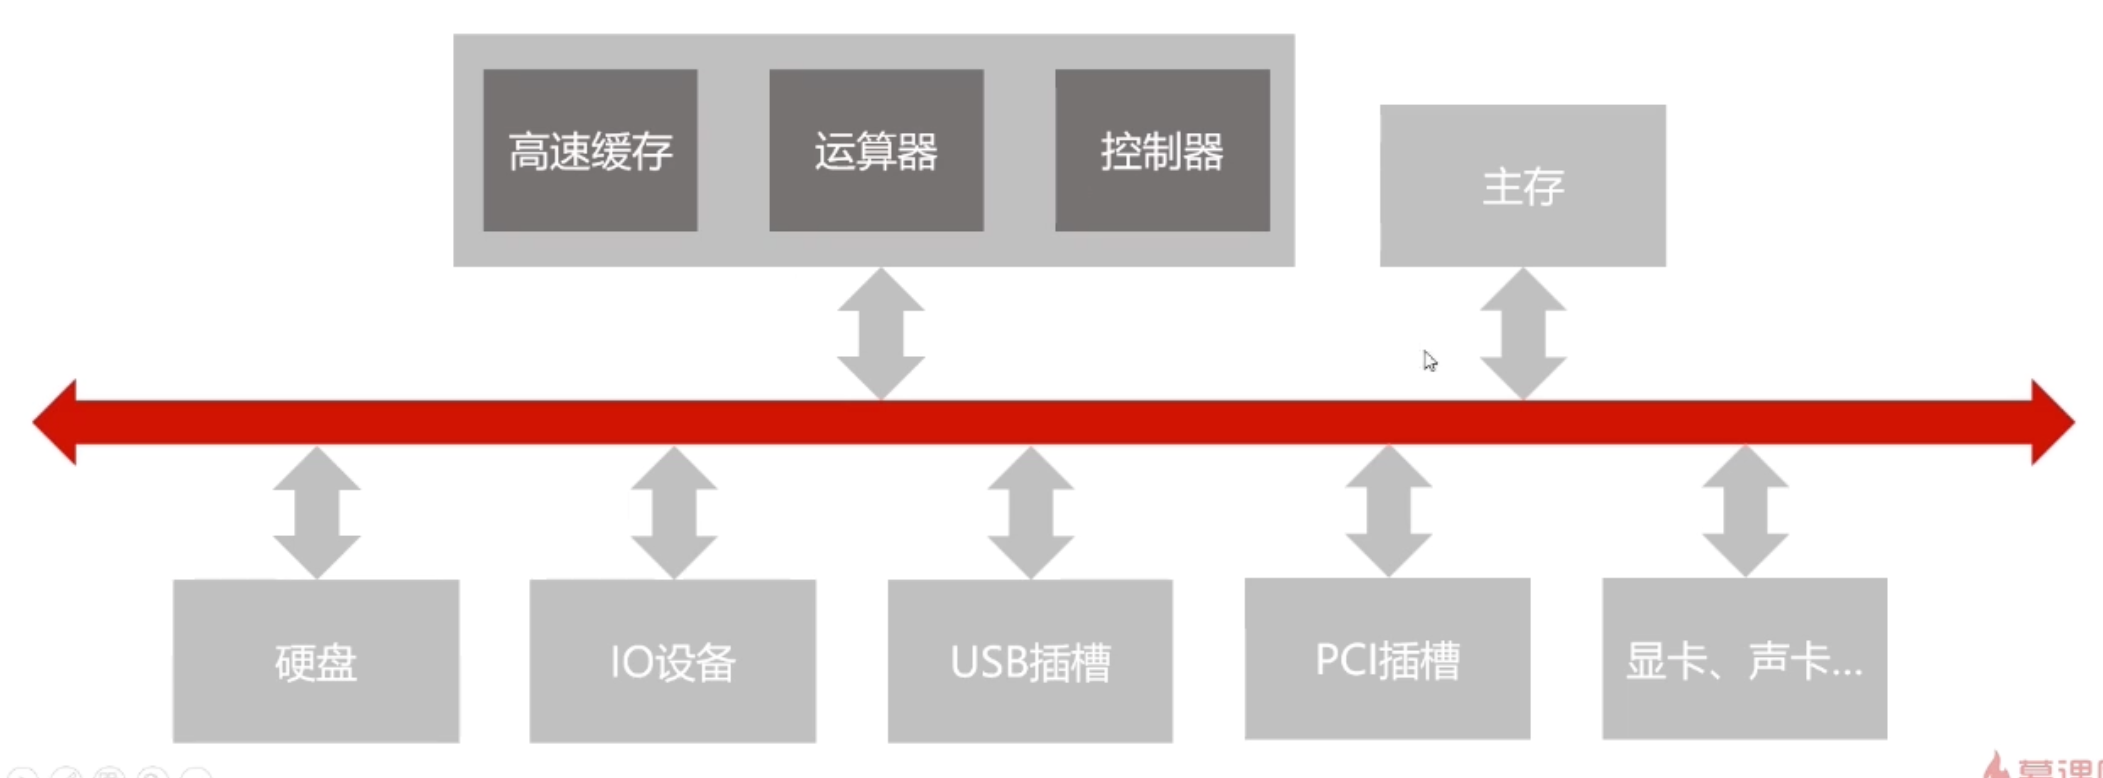 高速缓存
运算器
控制器
主存
硬盘
IO设备
USB插槽
PCI插槽
显卡、声卡...
慕课